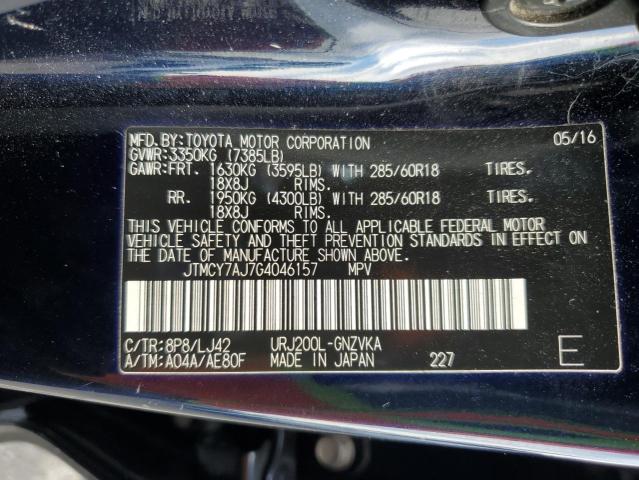 MFD. BY: TOYOTA MOTOR CORPORATION 05/16
GVWR: 3350KG (7385LB)
GAWR: FRT. 1630KG (3595LB) WITH 285/60R18 TIRES.
18X8J RIMS.
RR. 1950KG (4300LB) WITH 285/60R18 TIRES.
18X8J RIMS.
THIS VEHICLE CONFORMS TO ALL APPLICABLE FEDERAL MOTOR
VEHICLE SAFETY AND THEFT PREVENTION STANDARDS IN EFFECT ON
THE DATE OF MANUFACTURE SHOWN ABOVE.
JTMCY7AJ7G4046157 MPV
C/TR: 8P8/LJ42 URJ200L-GNZVKA
A/TM: A04A/AE80F MADE IN JAPAN 227 E